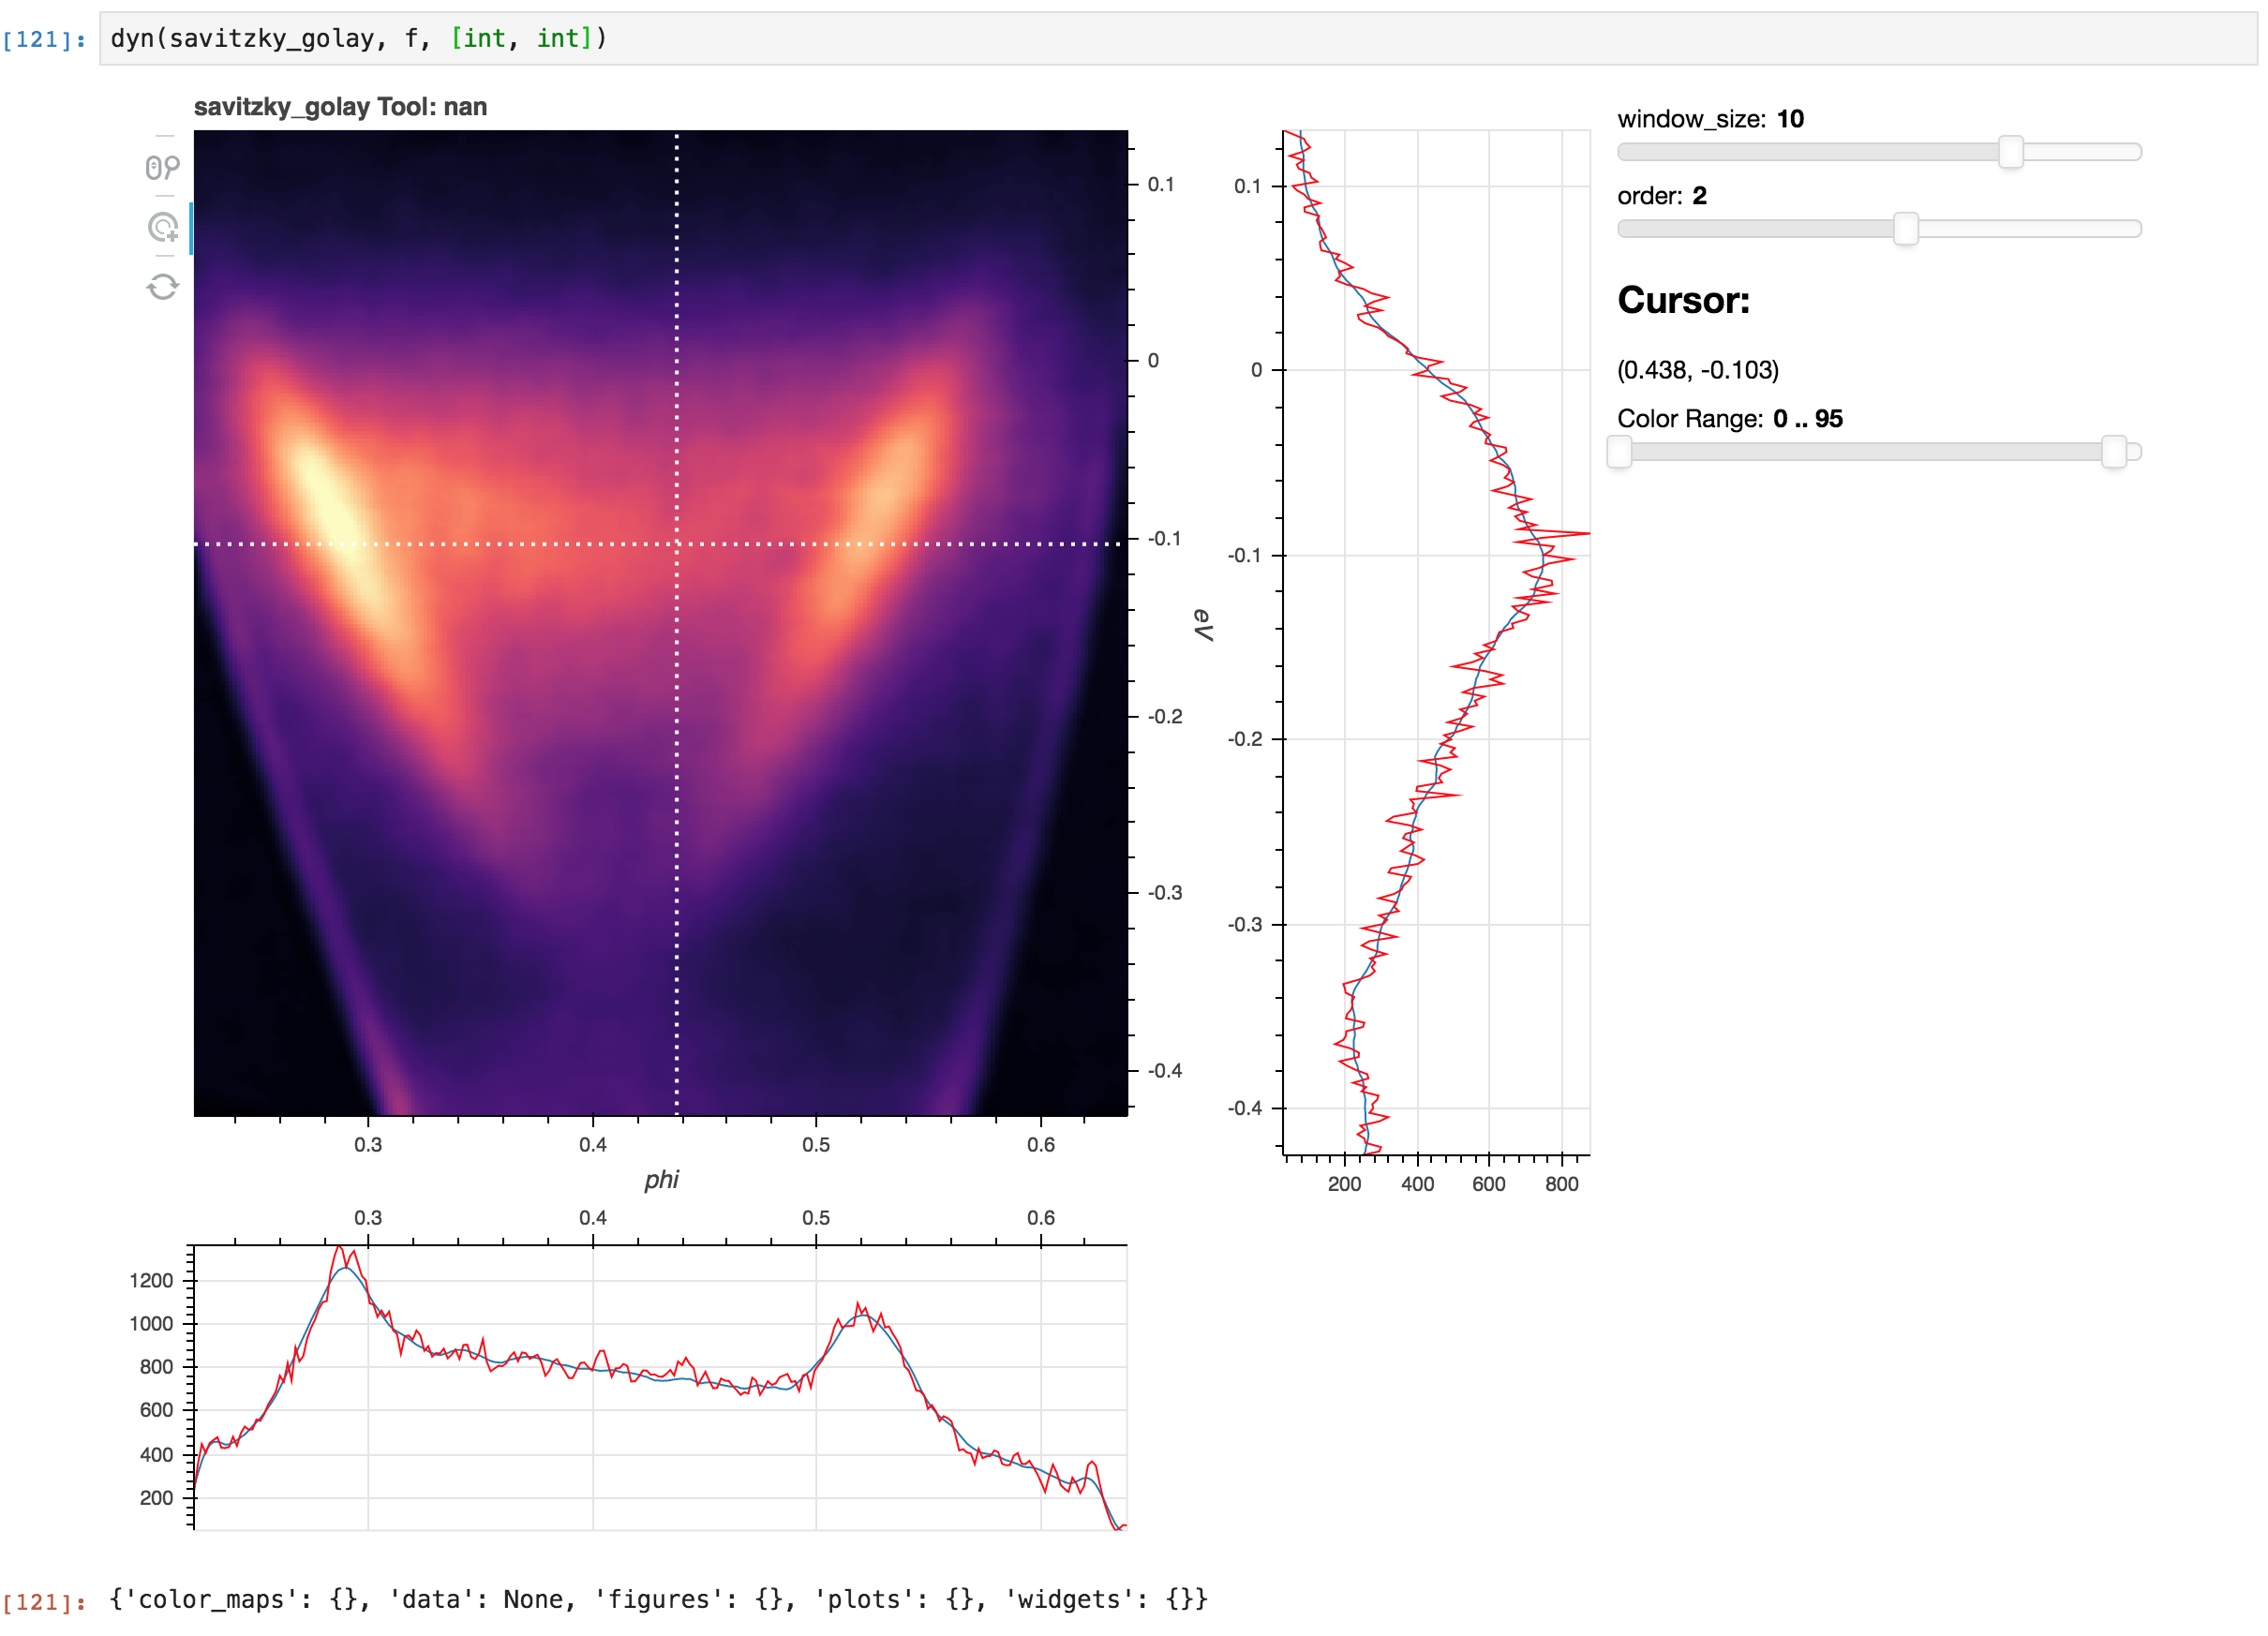 [121]: dyn(savitzky_golay, f, [int, int])
savitzky_golay Tool: nan
0.1
0
-0.1
-0.2
-0.3
-0.4
eV
0.3 0.4 0.5 0.6
phi
0.1
0
-0.1
-0.2
-0.3
-0.4
200 400 600 800
window_size: 10
order: 2
Cursor:
(0.438, -0.103)
Color Range: 0 .. 95
0.3 0.4 0.5 0.6
1200
1000
800
600
400
200
[121]: {'color_maps': {}, 'data': None, 'figures': {}, 'plots': {}, 'widgets': {}}